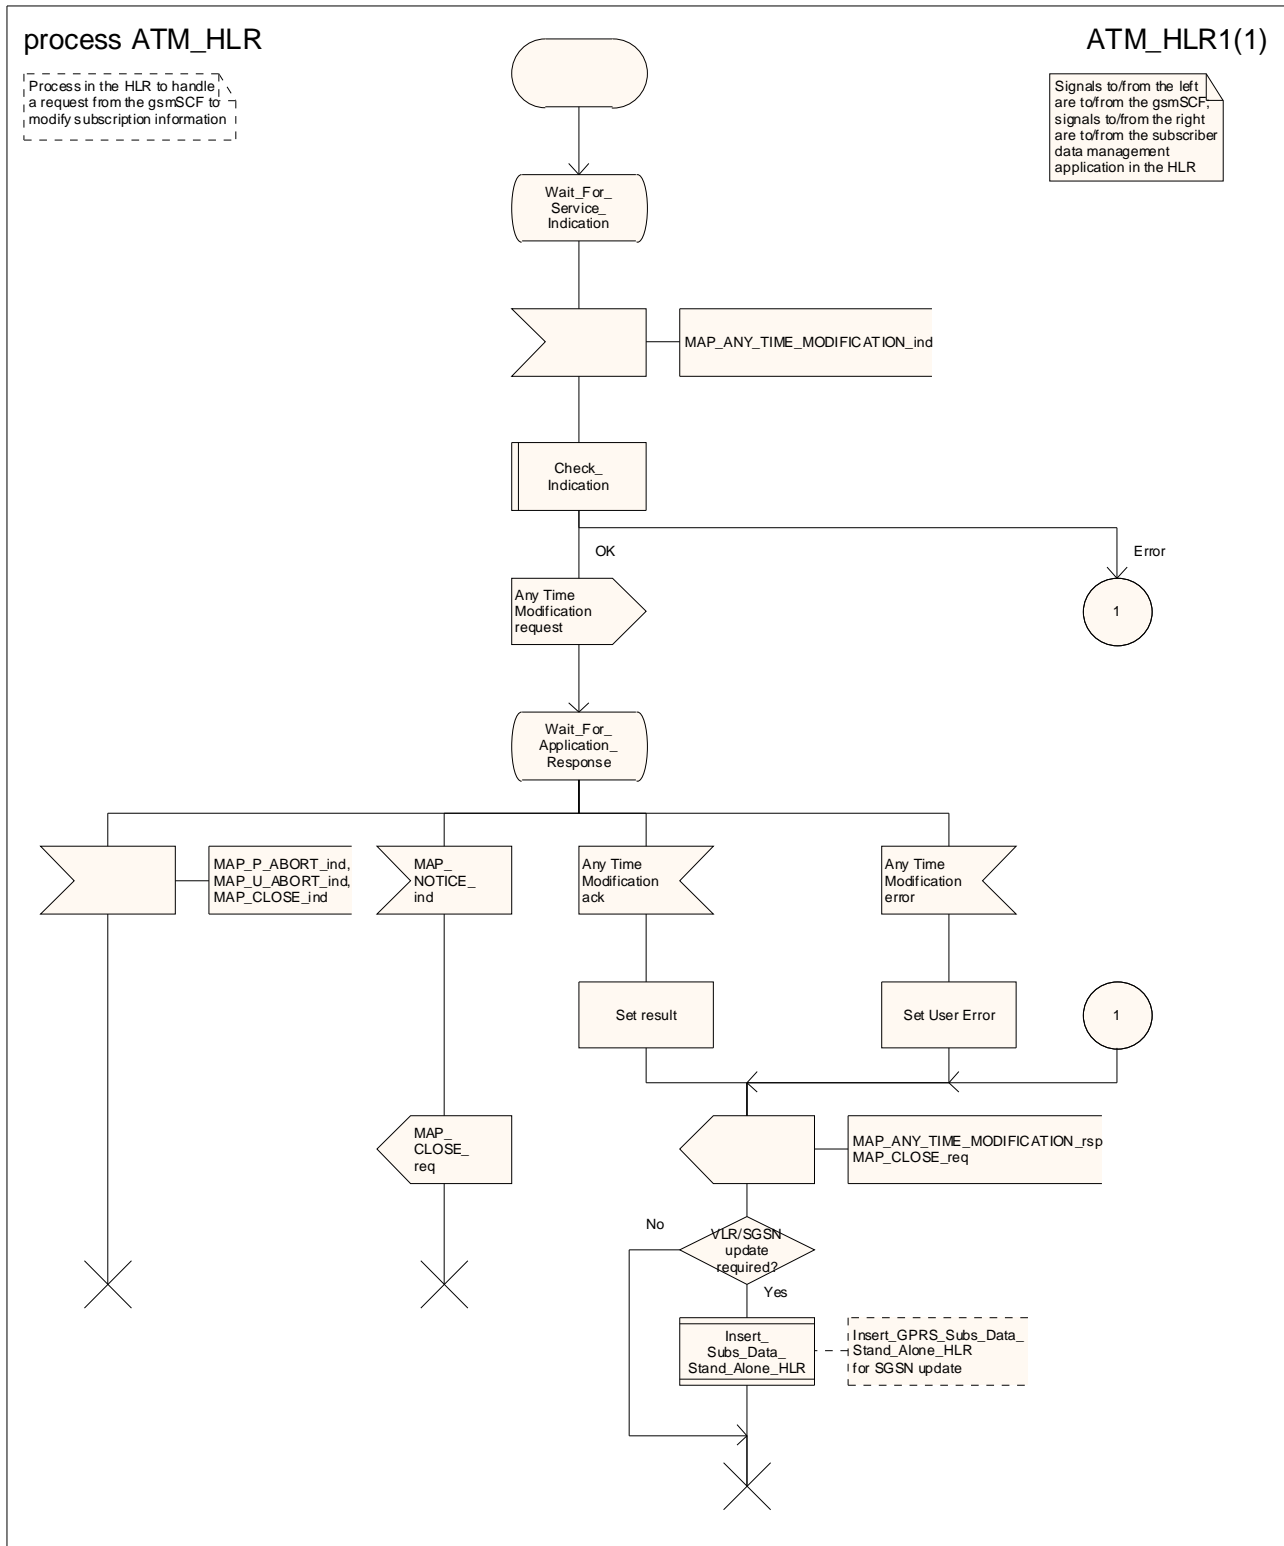 process ATM_HLR
ATM_HLR1(1)
Process in the HLR to handle
a request from the gsmSCF to
modify subscription information
Signals to/from the left
are to/from the gsmSCF;
signals to/from the right
are to/from the subscriber
data management
application in the HLR
Wait_For_
Service_
Indication
MAP_ANY_TIME_MODIFICATION_ind
Check_
Indication
OK
Error
Any Time
Modification
request
1
Wait_For_
Application_
Response
MAP_P_ABORT_ind,
MAP_U_ABORT_ind,
MAP_CLOSE_ind
MAP_
NOTICE_
ind
Any Time
Modification
ack
Any Time
Modification
error
Set result
Set User Error
1
MAP_
CLOSE_
req
MAP_ANY_TIME_MODIFICATION_rsp
MAP_CLOSE_req
No
VLR/SGSN
update
required?
Yes
Insert_
Subs_Data_
Stand_Alone_HLR
Insert_GPRS_Subs_Data_
Stand_Alone_HLR
for SGSN update